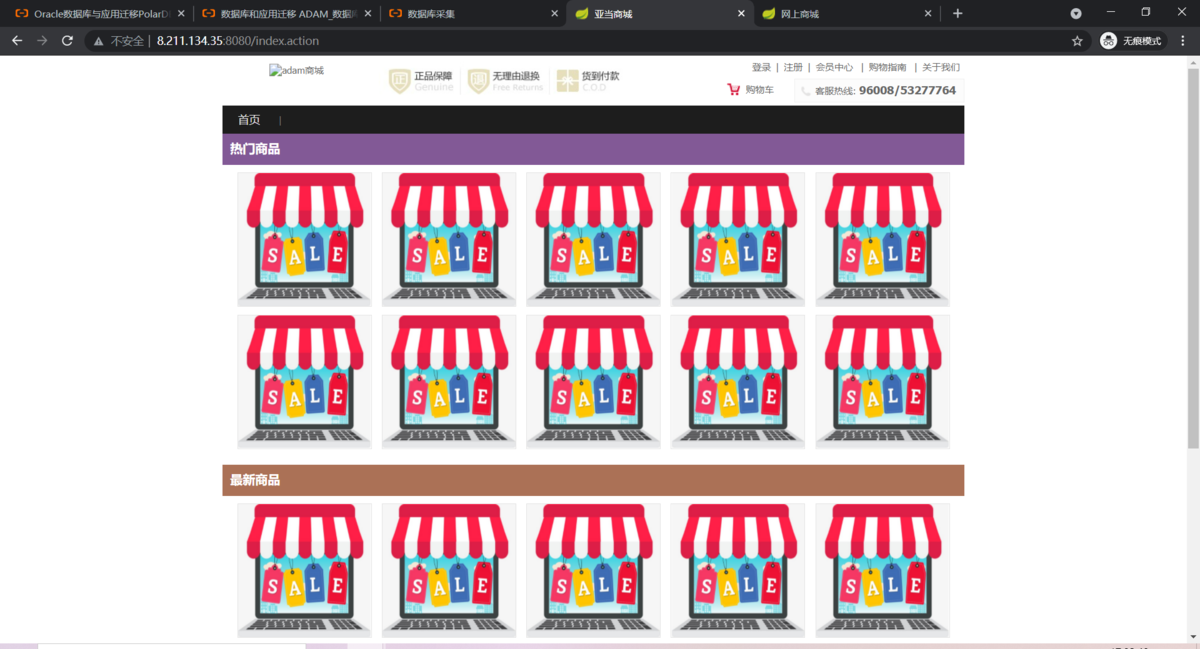 Oracle数据库与应用迁移PolarD
数据库和应用迁移 ADAM_数据库
数据库采集
亚当商城
网上商城
不安全 | 8.211.134.35:8080/index.action
无痕模式
adam商城
正品保障
Genuine
无理由退换
Free Returns
货到付款
C.O.D
登录 | 注册 | 会员中心 | 购物指南 | 关于我们
购物车
客服热线: 96008/53277764
首页 |
热门商品
SALE SALE SALE SALE SALE
SALE SALE SALE SALE SALE
最新商品
SALE SALE SALE SALE SALE